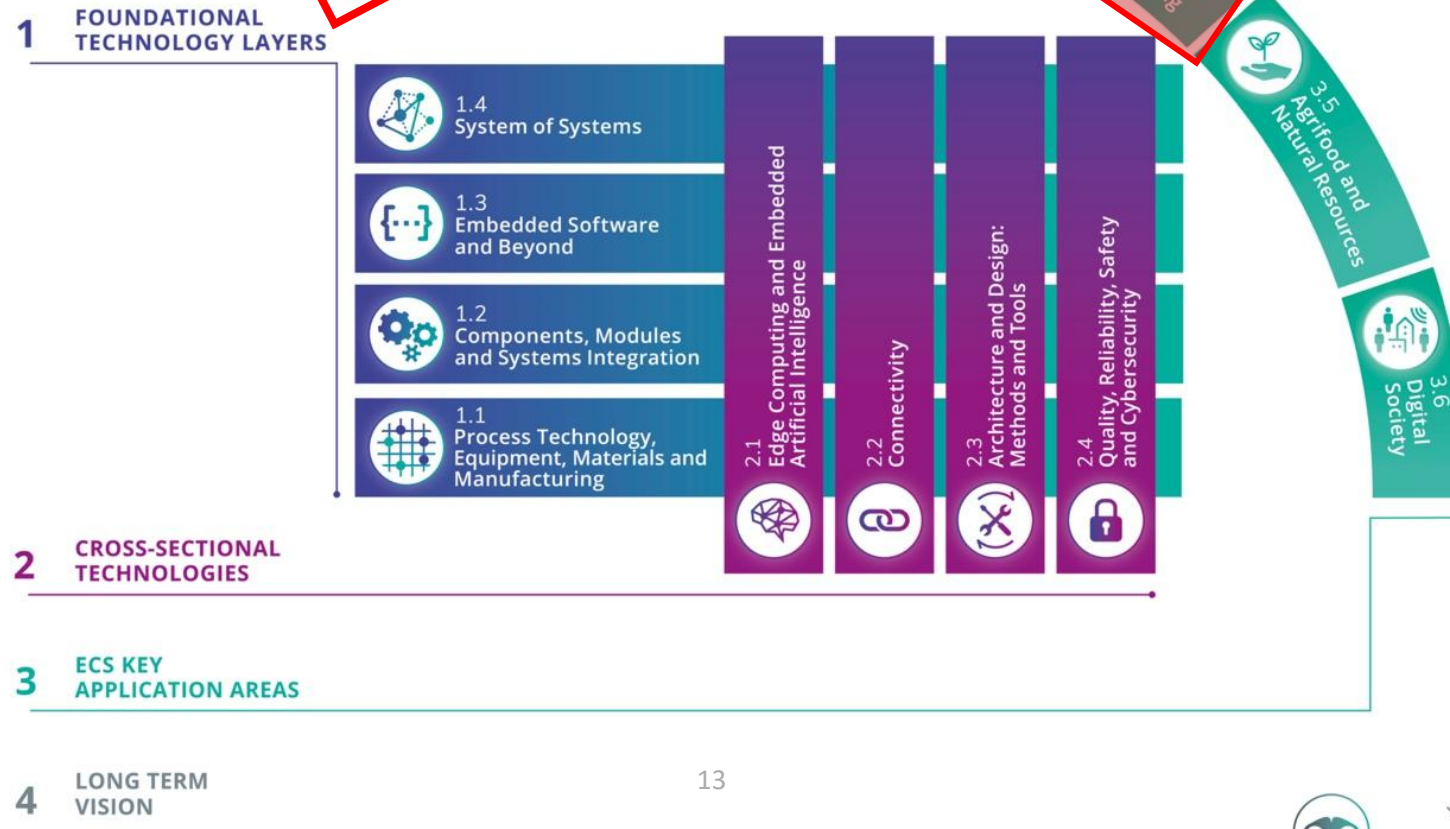 1
FOUNDATIONAL
TECHNOLOGY LAYERS
1.4
System of Systems
1.3
Embedded Software
and Beyond
1.2
Components, Modules
and Systems Integration
1.1
Process Technology,
Equipment, Materials and
Manufacturing
2.1
Edge Computing and Embedded
Artificial Intelligence
2.2
Connectivity
2.3
Architecture and Design:
Methods and Tools
2.4
Quality, Reliability, Safety
and Cybersecurity
3.5
Agrifood and
Natural Resources
3.6
Digital
Society
2
CROSS-SECTIONAL
TECHNOLOGIES
3
ECS KEY
APPLICATION AREAS
4
LONG TERM
VISION
13